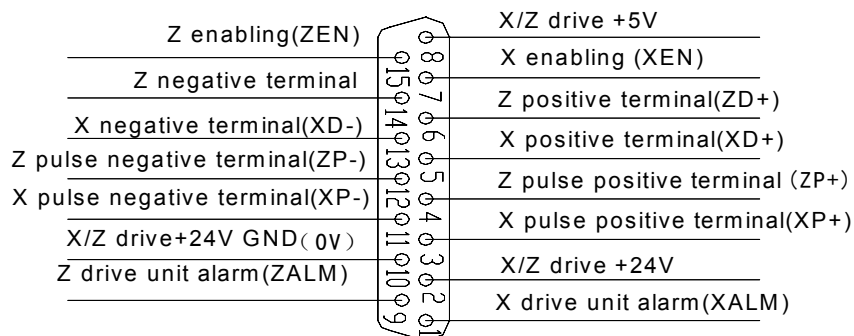 Z enabling(ZEN)
Z negative terminal
X negative terminal(XD-)
Z pulse negative terminal(ZP-)
X pulse negative terminal(XP-)
X/Z drive+24V GND(0V)
Z drive unit alarm(ZALM)
15
14
13
12
11
10
9
8
7
6
5
4
3
2
1
X/Z drive +5V
X enabling (XEN)
Z positive terminal(ZD+)
X positive terminal(XD+)
Z pulse positive terminal(ZP+)
X pulse positive terminal(XP+)
X/Z drive +24V
X drive unit alarm(XALM)